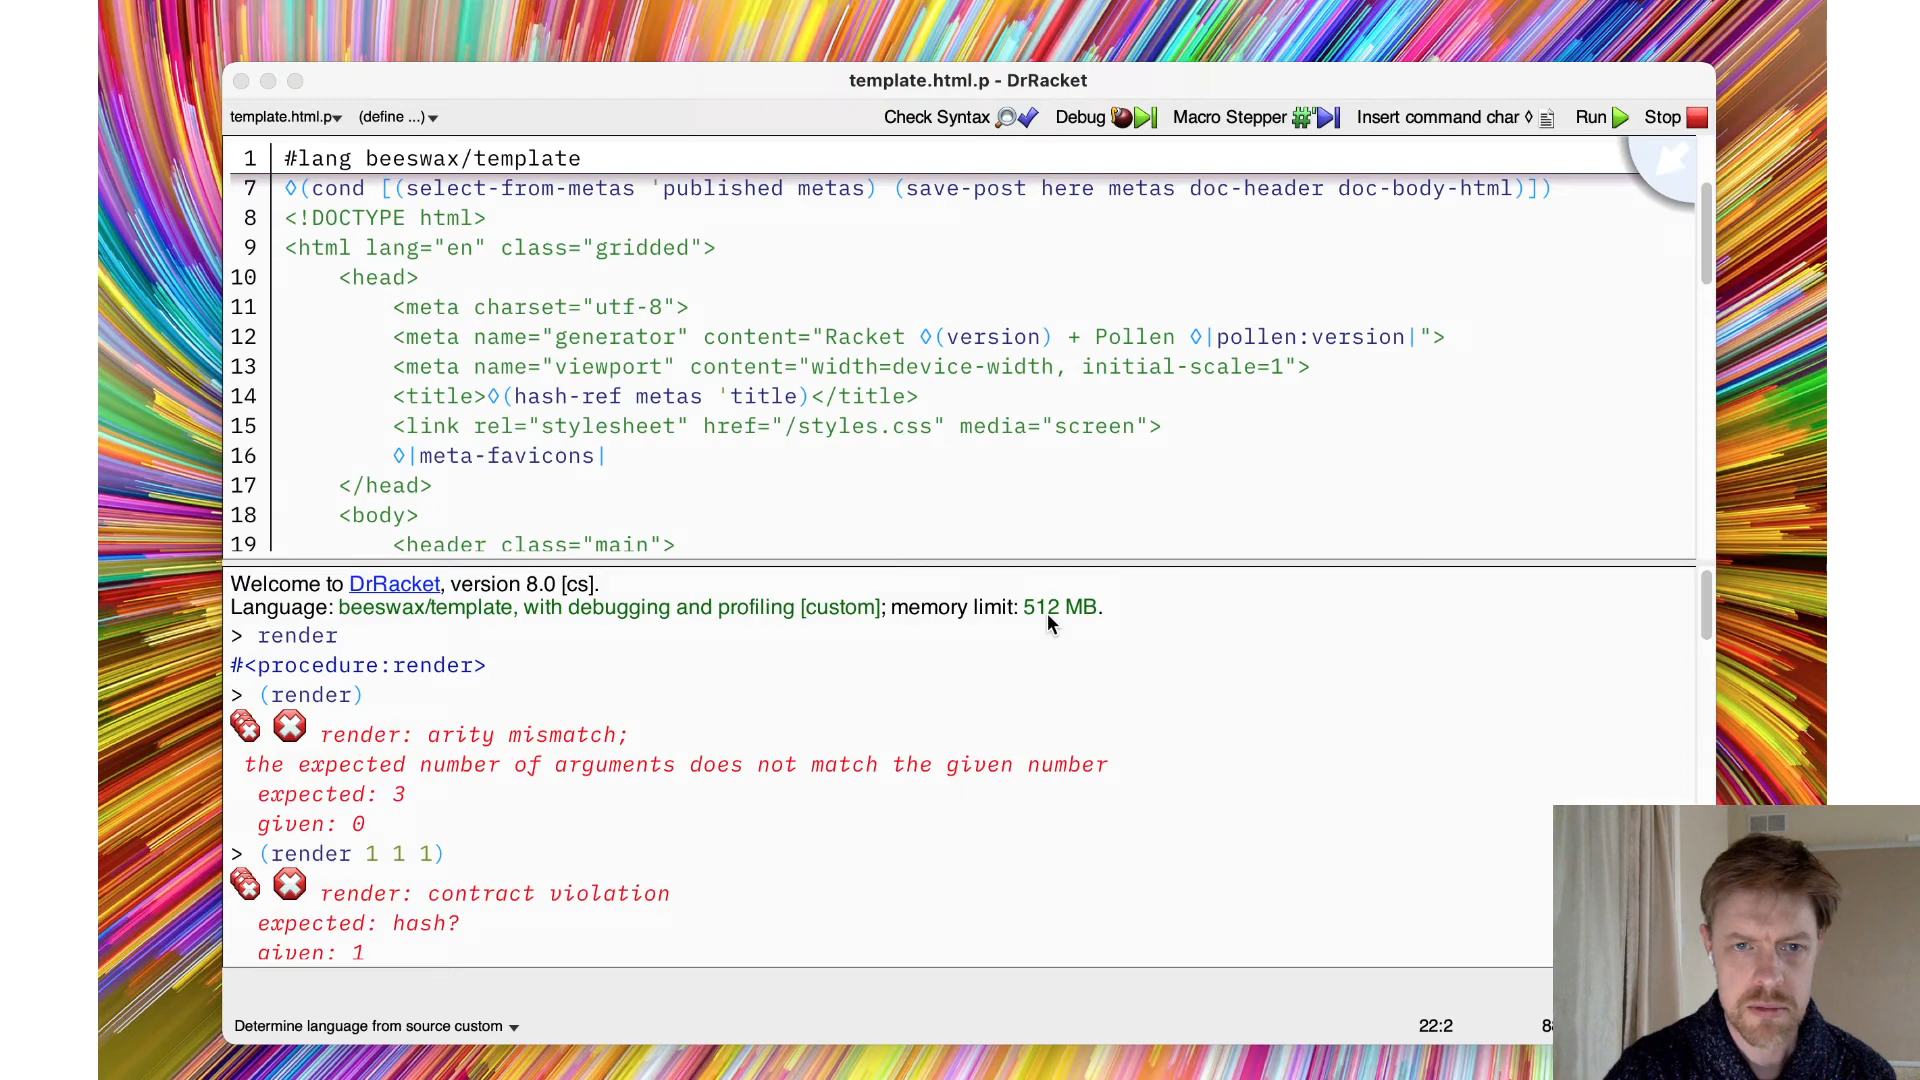 template.html.p - DrRacket
template.html.p (define ...) Check Syntax Debug Macro Stepper Insert command char ◊ Run Stop
1 #lang beeswax/template
7 ◊(cond [(select-from-metas 'published metas) (save-post here metas doc-header doc-body-html)])
8 <!DOCTYPE html>
9 <html lang="en" class="gridded">
10 <head>
11 <meta charset="utf-8">
12 <meta name="generator" content="Racket ◊(version) + Pollen ◊|pollen:version|">
13 <meta name="viewport" content="width=device-width, initial-scale=1">
14 <title>◊(hash-ref metas 'title)</title>
15 <link rel="stylesheet" href="/styles.css" media="screen">
16 ◊|meta-favicons|
17 </head>
18 <body>
19 <header class="main">
Welcome to DrRacket, version 8.0 [cs].
Language: beeswax/template, with debugging and profiling [custom]; memory limit: 512 MB.
> render
#<procedure:render>
> (render)
render: arity mismatch;
the expected number of arguments does not match the given number
expected: 3
given: 0
> (render 1 1 1)
render: contract violation
expected: hash?
given: 1
Determine language from source custom 22:2